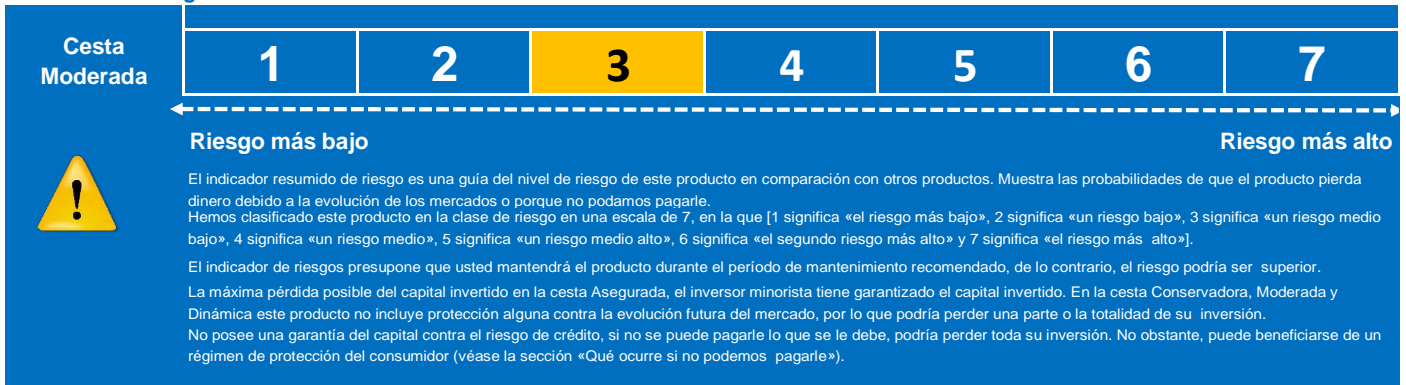 Cesta
Moderada
1 2 3 4 5 6 7
Riesgo más bajo Riesgo más alto
El indicador resumido de riesgo es una guía del nivel de riesgo de este producto en comparación con otros productos. Muestra las probabilidades de que el producto pierda
dinero debido a la evolución de los mercados o porque no podamos pagarle.
Hemos clasificado este producto en la clase de riesgo en una escala de 7, en la que [1 significa «el riesgo más bajo», 2 significa «un riesgo bajo», 3 significa «un riesgo medio
bajo», 4 significa «un riesgo medio», 5 significa «un riesgo medio alto», 6 significa «el segundo riesgo más alto» y 7 significa «el riesgo más alto»].
El indicador de riesgos presupone que usted mantendrá el producto durante el período de mantenimiento recomendado, de lo contrario, el riesgo podría ser superior.
La máxima pérdida posible del capital invertido en la cesta Asegurada, el inversor minorista tiene garantizado el capital invertido. En la cesta Conservadora, Moderada y
Dinámica este producto no incluye protección alguna contra la evolución futura del mercado, por lo que podría perder una parte o la totalidad de su inversión.
No posee una garantía del capital contra el riesgo de crédito, si no se puede pagarle lo que se le debe, podría perder toda su inversión. No obstante, puede beneficiarse de un
régimen de protección del consumidor (véase la sección «Qué ocurre si no podemos pagarle»).